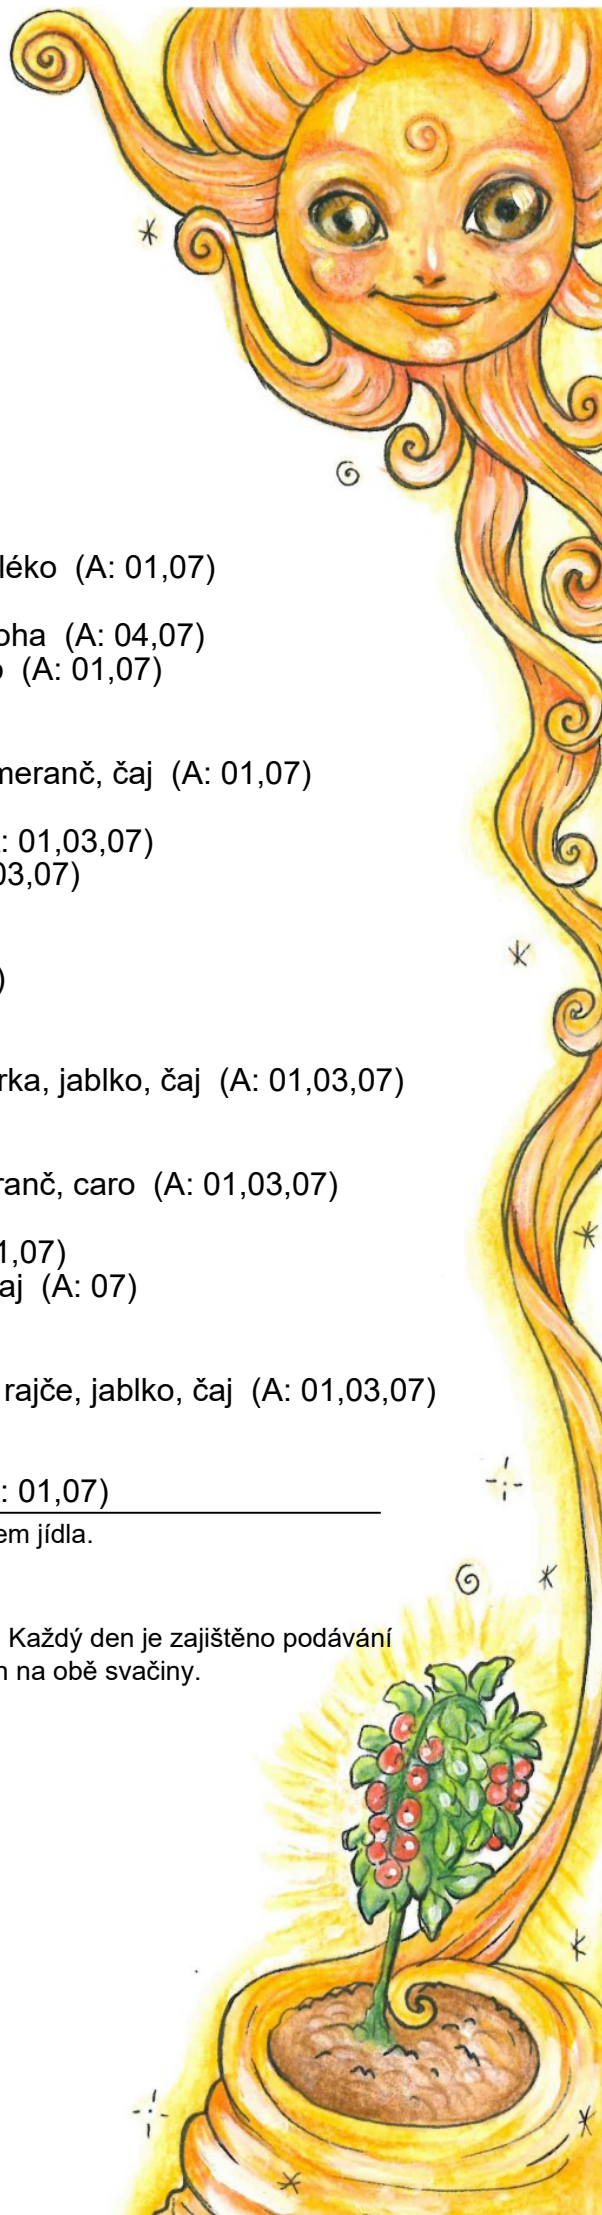 léko (A: 01,07)
oha (A: 04,07)
o (A: 01,07)
meranč, čaj (A: 01,07)
: 01,03,07)
03,07)
)
rka, jablko, čaj (A: 01,03,07)
ranč, caro (A: 01,03,07)
1,07)
aj (A: 07)
rajče, jablko, čaj (A: 01,03,07)
: 01,07)
em jídla.
Každý den je zajištěno podávání
h na obě svačiny.